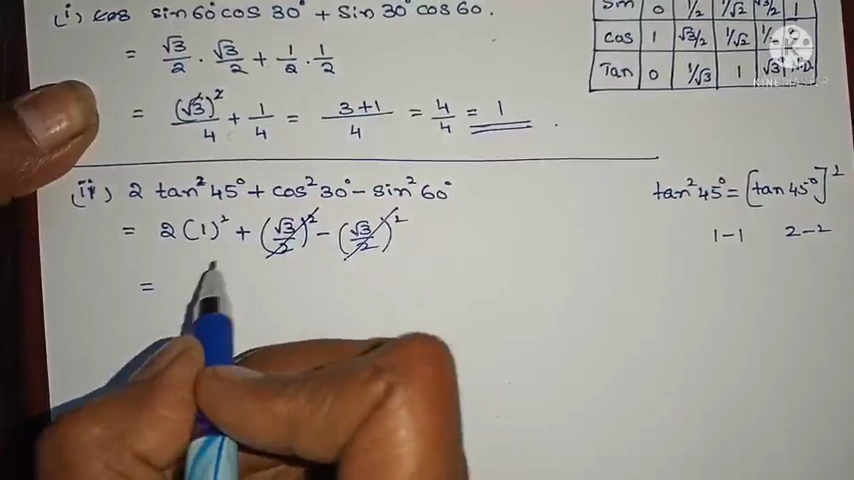 (i) cos sin60°cos 30° + sin 30° cos 60.
= √3/2 . √3/2 + 1/2 . 1/2
= (√3)²/4 + 1/4 = 3+1/4 = 4/4 = 1
Sin 0 1/2 1/√2 √3/2 1
cos 1 √3/2 1/√2 1/2 0
Tan 0 1/√3 1 √3 N.D
KINEMASTER
(ii) 2 tan² 45° + cos² 30° - sin² 60°
= 2(1)² + (√3/2)² - (√3/2)²
=
tan² 45° = [tan 45°]²
1-1 2-2